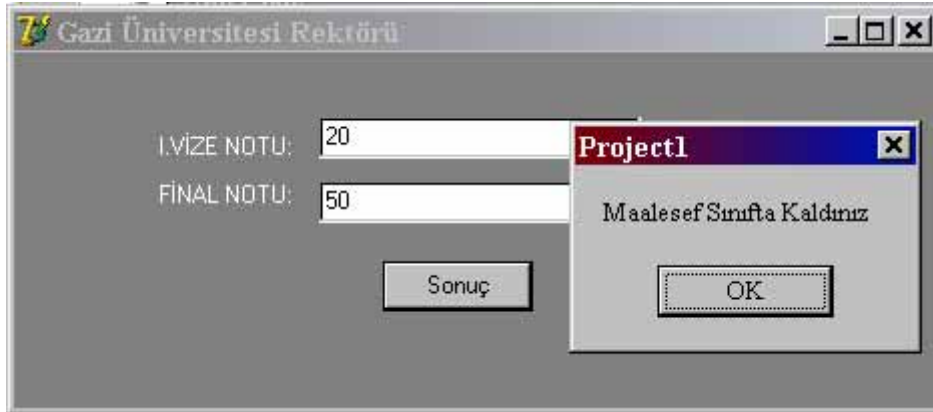 Gazi Üniversitesi Rektörü
I.VİZE NOTU:
20
FİNAL NOTU:
50
Sonuç
Project1
Maalesef Sınıfta Kaldınız
OK